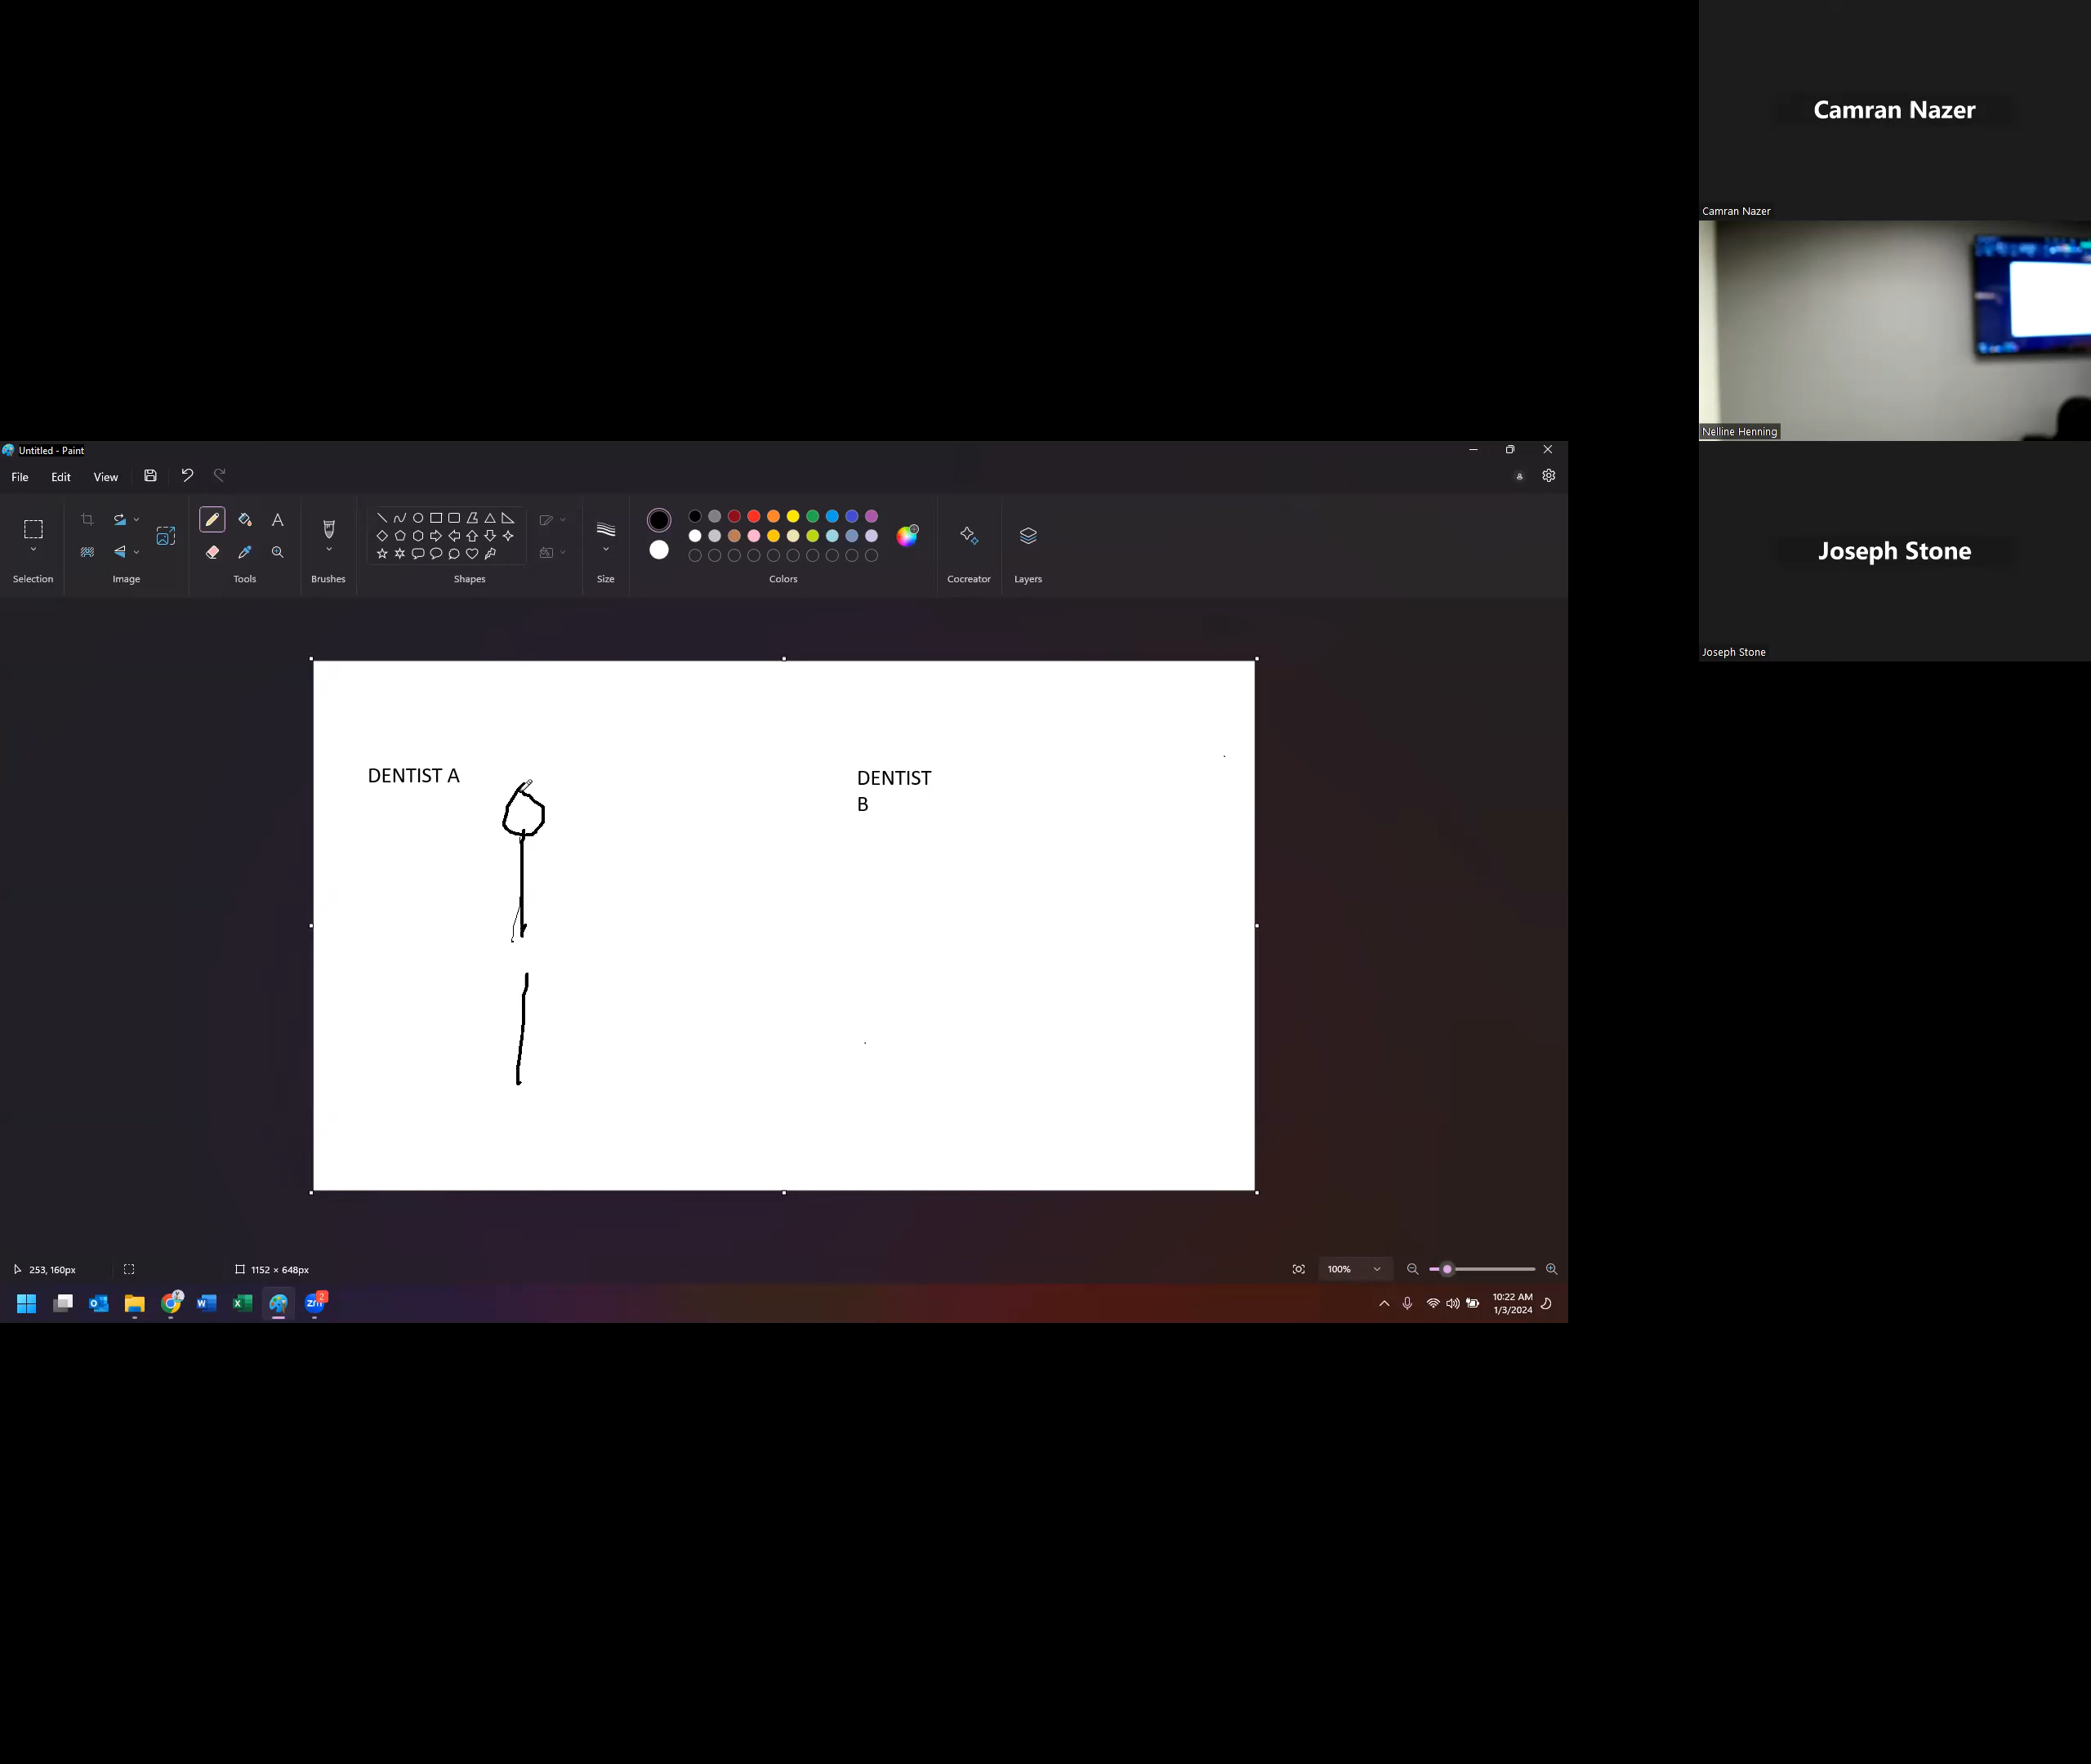 Camran Nazer
Camran Nazer
Nelline Henning
Joseph Stone
Joseph Stone
Untitled - Paint
File Edit View
Selection Image Tools Brushes Shapes Size Colors Cocreator Layers
DENTIST A
DENTIST
B
253, 160px 1152 × 648px 100%
10:22 AM
1/3/2024